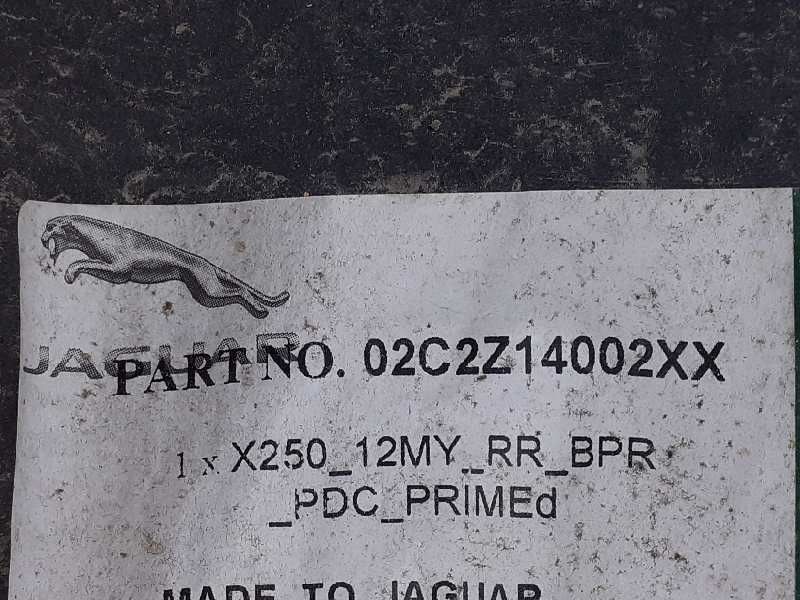 JAGUAR
PART NO. 02C2Z14002XX
1 x X250_12MY_RR_BPR
_PDC_PRIMEd
MADE TO JAGUAR